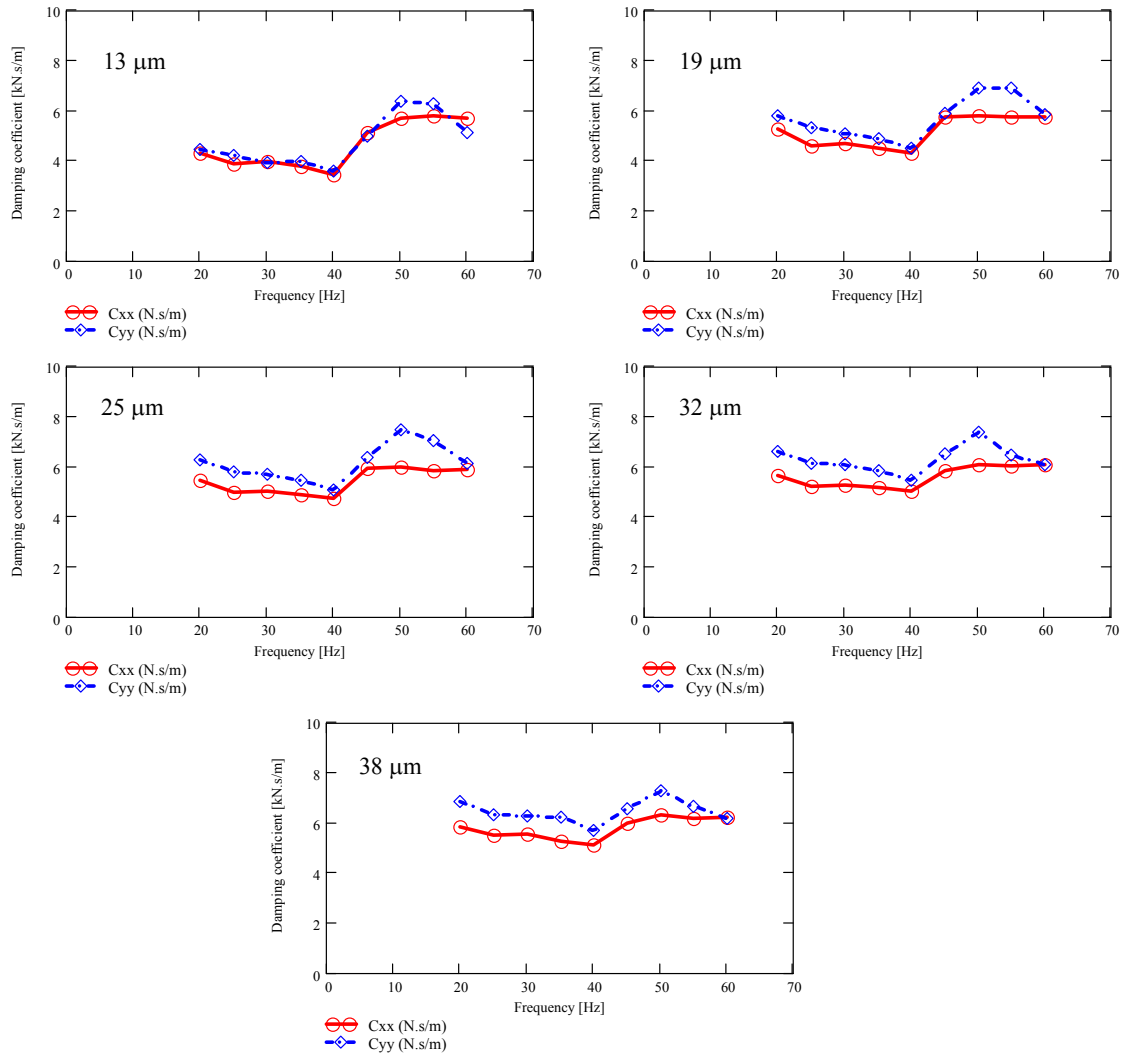 10
8
6
4
2
0
Damping coefficient [kN.s/m]
13 μm
0 10 20 30 40 50 60 70
Frequency [Hz]
Cxx (N.s/m)
Cyy (N.s/m)
10
8
6
4
2
0
Damping coefficient [kN.s/m]
19 μm
0 10 20 30 40 50 60 70
Frequency [Hz]
Cxx (N.s/m)
Cyy (N.s/m)
10
8
6
4
2
0
Damping coefficient [kN.s/m]
25 μm
0 10 20 30 40 50 60 70
Frequency [Hz]
Cxx (N.s/m)
Cyy (N.s/m)
10
8
6
4
2
0
Damping coefficient [kN.s/m]
32 μm
0 10 20 30 40 50 60 70
Frequency [Hz]
Cxx (N.s/m)
Cyy (N.s/m)
10
8
6
4
2
0
Damping coefficient [kN.s/m]
38 μm
0 10 20 30 40 50 60 70
Frequency [Hz]
Cxx (N.s/m)
Cyy (N.s/m)